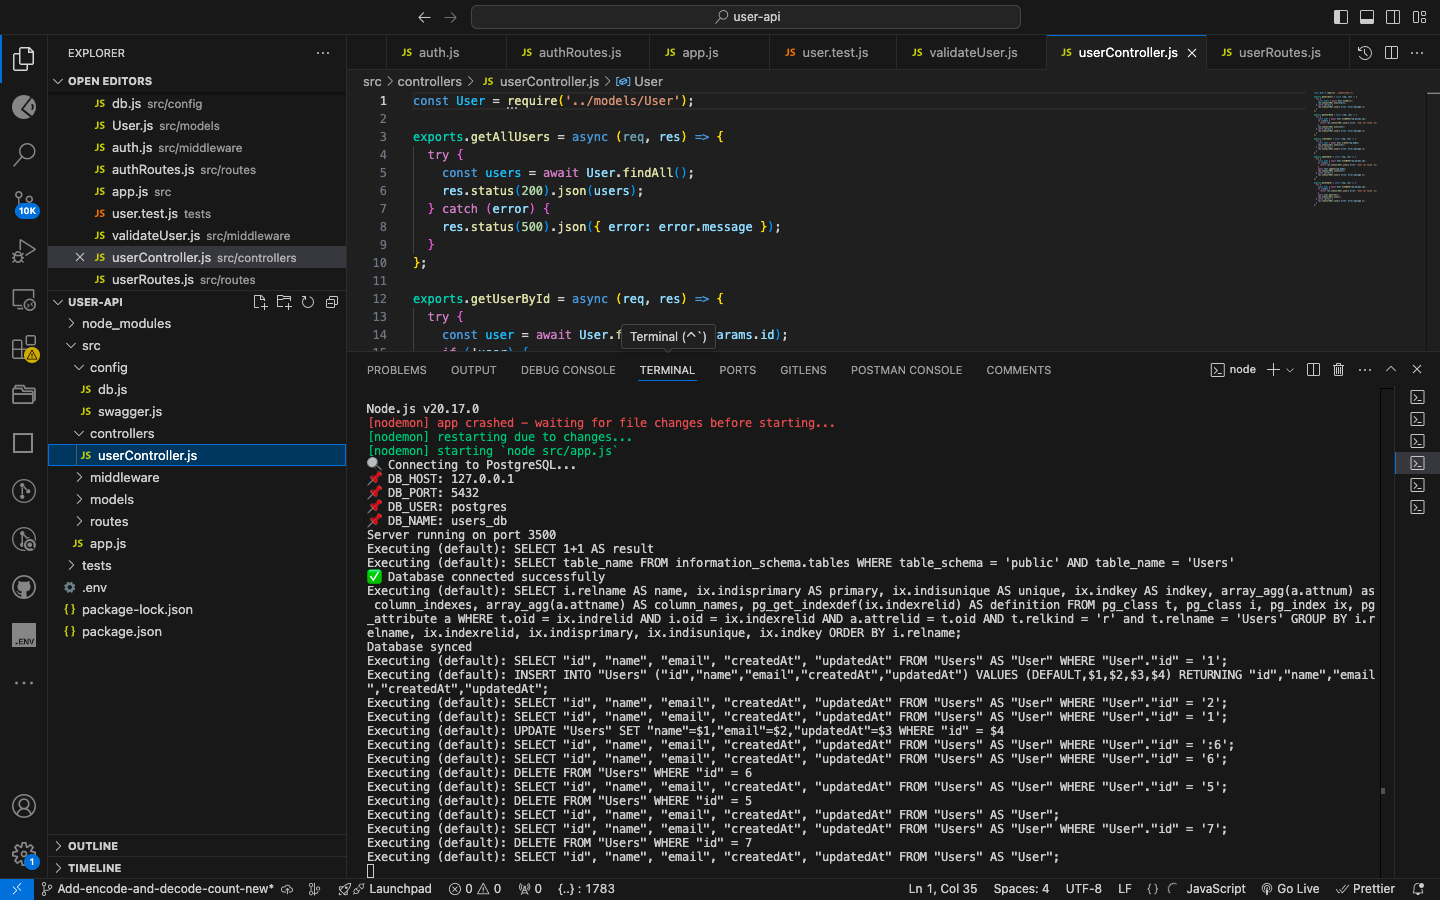 user-api
EXPLORER
OPEN EDITORS
JS db.js src/config
JS User.js src/models
JS auth.js src/middleware
JS authRoutes.js src/routes
JS app.js src
JS user.test.js tests
JS validateUser.js src/middleware
JS userController.js src/controllers
JS userRoutes.js src/routes
USER-API
node_modules
src
config
JS db.js
JS swagger.js
controllers
JS userController.js
middleware
models
routes
JS app.js
tests
.env
{} package-lock.json
{} package.json
OUTLINE
TIMELINE
10K
.ENV
1
JS auth.js
JS authRoutes.js
JS app.js
JS user.test.js
JS validateUser.js
JS userController.js
JS userRoutes.js
src > controllers > JS userController.js > User
1 const User = require('../models/User');
2
3 exports.getAllUsers = async (req, res) => {
4 try {
5 const users = await User.findAll();
6 res.status(200).json(users);
7 } catch (error) {
8 res.status(500).json({ error: error.message });
9 }
10 };
11
12 exports.getUserById = async (req, res) => {
13 try {
14 const user = await User.f arams.id);
Terminal (^`)
PROBLEMS OUTPUT DEBUG CONSOLE TERMINAL PORTS GITLENS POSTMAN CONSOLE COMMENTS
node
Node.js v20.17.0
[nodemon] app crashed - waiting for file changes before starting...
[nodemon] restarting due to changes...
[nodemon] starting `node src/app.js`
Connecting to PostgreSQL...
DB_HOST: 127.0.0.1
DB_PORT: 5432
DB_USER: postgres
DB_NAME: users_db
Server running on port 3500
Executing (default): SELECT 1+1 AS result
Executing (default): SELECT table_name FROM information_schema.tables WHERE table_schema = 'public' AND table_name = 'Users'
Database connected successfully
Executing (default): SELECT i.relname AS name, ix.indisprimary AS primary, ix.indisunique AS unique, ix.indkey AS indkey, array_agg(a.attnum) as
column_indexes, array_agg(a.attname) AS column_names, pg_get_indexdef(ix.indexrelid) AS definition FROM pg_class t, pg_class i, pg_index ix, pg
_attribute a WHERE t.oid = ix.indrelid AND i.oid = ix.indexrelid AND a.attrelid = t.oid AND t.relkind = 'r' and t.relname = 'Users' GROUP BY i.r
elname, ix.indexrelid, ix.indisprimary, ix.indisunique, ix.indkey ORDER BY i.relname;
Database synced
Executing (default): SELECT "id", "name", "email", "createdAt", "updatedAt" FROM "Users" AS "User" WHERE "User"."id" = '1';
Executing (default): INSERT INTO "Users" ("id","name","email","createdAt","updatedAt") VALUES (DEFAULT,$1,$2,$3,$4) RETURNING "id","name","email
","createdAt","updatedAt";
Executing (default): SELECT "id", "name", "email", "createdAt", "updatedAt" FROM "Users" AS "User" WHERE "User"."id" = '2';
Executing (default): SELECT "id", "name", "email", "createdAt", "updatedAt" FROM "Users" AS "User" WHERE "User"."id" = '1';
Executing (default): UPDATE "Users" SET "name"=$1,"email"=$2,"updatedAt"=$3 WHERE "id" = $4
Executing (default): SELECT "id", "name", "email", "createdAt", "updatedAt" FROM "Users" AS "User" WHERE "User"."id" = ':6';
Executing (default): SELECT "id", "name", "email", "createdAt", "updatedAt" FROM "Users" AS "User" WHERE "User"."id" = '6';
Executing (default): DELETE FROM "Users" WHERE "id" = 6
Executing (default): SELECT "id", "name", "email", "createdAt", "updatedAt" FROM "Users" AS "User" WHERE "User"."id" = '5';
Executing (default): DELETE FROM "Users" WHERE "id" = 5
Executing (default): SELECT "id", "name", "email", "createdAt", "updatedAt" FROM "Users" AS "User";
Executing (default): SELECT "id", "name", "email", "createdAt", "updatedAt" FROM "Users" AS "User" WHERE "User"."id" = '7';
Executing (default): DELETE FROM "Users" WHERE "id" = 7
Executing (default): SELECT "id", "name", "email", "createdAt", "updatedAt" FROM "Users" AS "User";
Add-encode-and-decode-count-new* Launchpad 0 0 0 {..} : 1783 Ln 1, Col 35 Spaces: 4 UTF-8 LF {} JavaScript Go Live Prettier